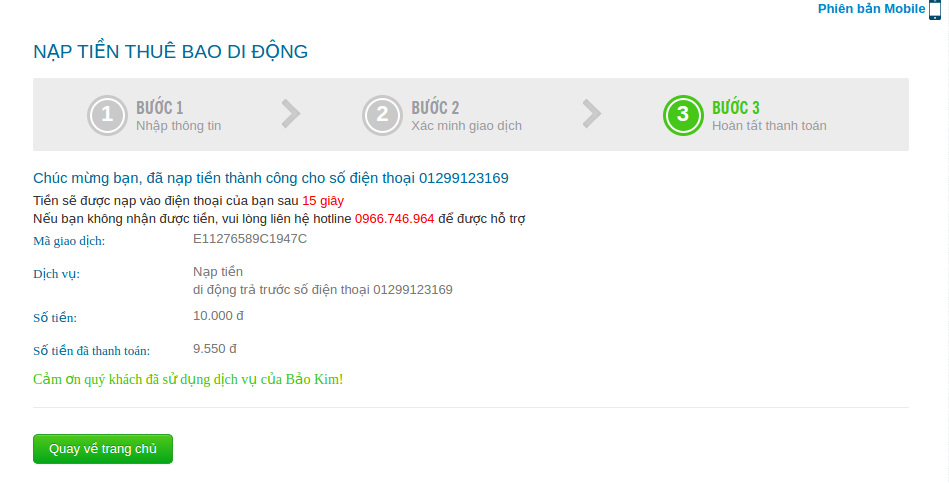 Phiên bản Mobile
NẠP TIỀN THUÊ BAO DI ĐỘNG
1 BƯỚC 1
Nhập thông tin
2 BƯỚC 2
Xác minh giao dịch
3 BƯỚC 3
Hoàn tất thanh toán
Chúc mừng bạn, đã nạp tiền thành công cho số điện thoại 01299123169
Tiền sẽ được nạp vào điện thoại của bạn sau 15 giây
Nếu bạn không nhận được tiền, vui lòng liên hệ hotline 0966.746.964 để được hỗ trợ
Mã giao dịch: E11276589C1947C
Dịch vụ: Nạp tiền
di động trả trước số điện thoại 01299123169
Số tiền: 10.000 đ
Số tiền đã thanh toán: 9.550 đ
Cảm ơn quý khách đã sử dụng dịch vụ của Bảo Kim!
Quay về trang chủ